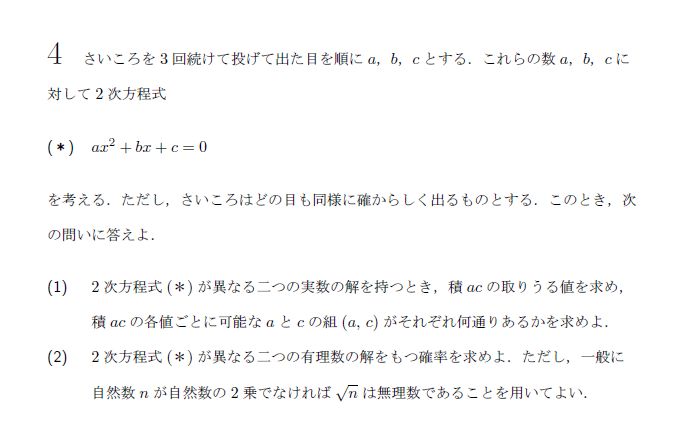 4 さいころを 3 回続けて投げて出た目を順に a, b, c とする．これらの数 a, b, c に
対して 2 次方程式
(＊) ax² + bx + c = 0
を考える．ただし，さいころはどの目も同様に確からしく出るものとする．このとき，次
の問いに答えよ．
(1) 2 次方程式 (＊) が異なる二つの実数の解を持つとき，積 ac の取りうる値を求め，
積 ac の各値ごとに可能な a と c の組 (a, c) がそれぞれ何通りあるかを求めよ．
(2) 2 次方程式 (＊) が異なる二つの有理数の解をもつ確率を求めよ．ただし，一般に
自然数 n が自然数の 2 乗でなければ √n は無理数であることを用いてよい．